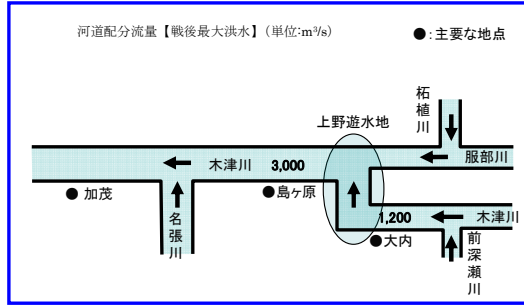 河道配分流量【戦後最大洪水】(単位:m³/s)
●:主要な地点
柘植川
上野遊水地
木津川
3,000
服部川
● 加茂
名張川
●島ヶ原
1,200
木津川
●大内
前深瀬川